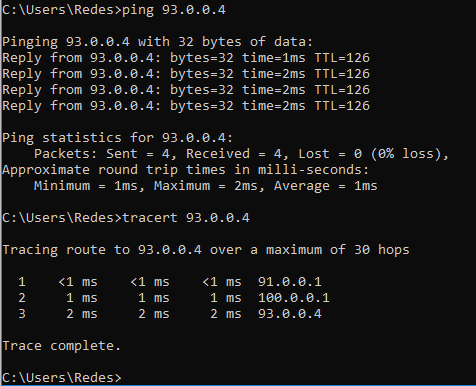 C:\Users\Redes>ping 93.0.0.4
Pinging 93.0.0.4 with 32 bytes of data:
Reply from 93.0.0.4: bytes=32 time=1ms TTL=126
Reply from 93.0.0.4: bytes=32 time=2ms TTL=126
Reply from 93.0.0.4: bytes=32 time=2ms TTL=126
Reply from 93.0.0.4: bytes=32 time=2ms TTL=126
Ping statistics for 93.0.0.4:
    Packets: Sent = 4, Received = 4, Lost = 0 (0% loss),
Approximate round trip times in milli-seconds:
    Minimum = 1ms, Maximum = 2ms, Average = 1ms
C:\Users\Redes>tracert 93.0.0.4
Tracing route to 93.0.0.4 over a maximum of 30 hops
  1    <1 ms    <1 ms    <1 ms  91.0.0.1
  2     1 ms     1 ms     1 ms  100.0.0.1
  3     2 ms     2 ms     2 ms  93.0.0.4
Trace complete.
C:\Users\Redes>